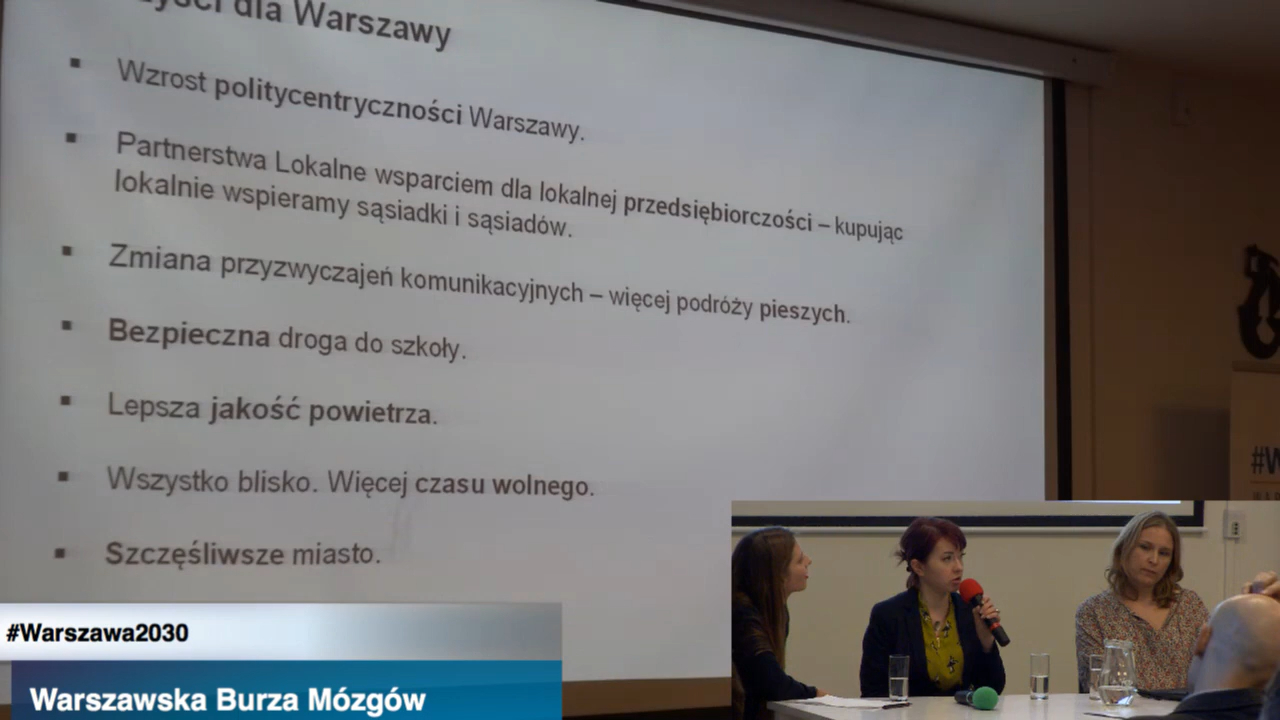 dla Warszawy
Wzrost politycentryczności Warszawy.
Partnerstwa Lokalne wsparciem dla lokalnej przedsiębiorczości – kupując
lokalnie wspieramy sąsiadki i sąsiadów.
Zmiana przyzwyczajeń komunikacyjnych – więcej podróży pieszych.
Bezpieczna droga do szkoły.
Lepsza jakość powietrza.
Wszystko blisko. Więcej czasu wolnego.
Szczęśliwsze miasto.
#Warszawa2030
Warszawska Burza Mózgów